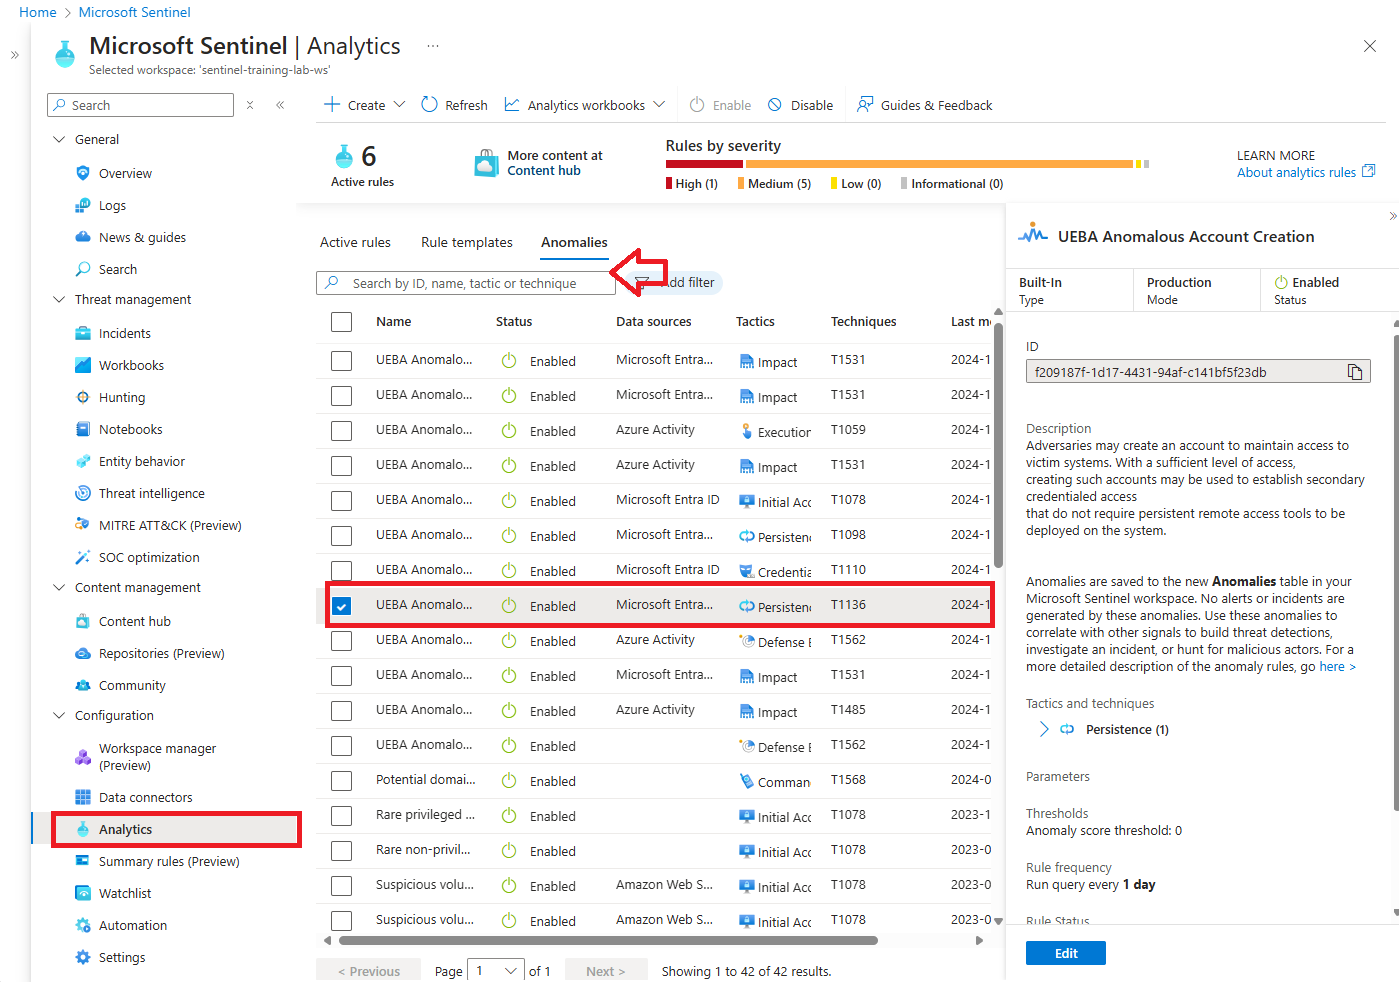 Home > Microsoft Sentinel
Microsoft Sentinel | Analytics ...
Selected workspace: 'sentinel-training-lab-ws'
Search
General
Overview
Logs
News & guides
Search
Threat management
Incidents
Workbooks
Hunting
Notebooks
Entity behavior
Threat intelligence
MITRE ATT&CK (Preview)
SOC optimization
Content management
Content hub
Repositories (Preview)
Community
Configuration
Workspace manager
(Preview)
Data connectors
Analytics
Summary rules (Preview)
Watchlist
Automation
Settings
Create Refresh Analytics workbooks Enable Disable Guides & Feedback
6
Active rules
More content at
Content hub
Rules by severity
High (1) Medium (5) Low (0) Informational (0)
LEARN MORE
About analytics rules
Active rules Rule templates Anomalies
Search by ID, name, tactic or technique
dd filter
Name Status Data sources Tactics Techniques Last m
UEBA Anomalo... Enabled Microsoft Entra... Impact T1531 2024-1
UEBA Anomalo... Enabled Microsoft Entra... Impact T1531 2024-1
UEBA Anomalo... Enabled Azure Activity Execution T1059 2024-1
UEBA Anomalo... Enabled Azure Activity Impact T1531 2024-1
UEBA Anomalo... Enabled Microsoft Entra ID Initial Acc T1078 2024-1
UEBA Anomalo... Enabled Microsoft Entra... Persistenc T1098 2024-1
UEBA Anomalo... Enabled Microsoft Entra ID Credentia T1110 2024-1
UEBA Anomalo... Enabled Microsoft Entra... Persistenc T1136 2024-1
UEBA Anomalo... Enabled Azure Activity Defense E T1562 2024-1
UEBA Anomalo... Enabled Microsoft Entra... Impact T1531 2024-1
UEBA Anomalo... Enabled Azure Activity Impact T1485 2024-1
UEBA Anomalo... Enabled Defense E T1562 2024-1
Potential domai... Enabled Comman T1568 2024-0
Rare privileged ... Enabled Initial Acc T1078 2023-1
Rare non-privil... Enabled Initial Acc T1078 2023-0
Suspicious volu... Enabled Amazon Web S... Initial Acc T1078 2023-0
Suspicious volu... Enabled Amazon Web S... Initial Acc T1078 2023-0
< Previous Page 1 of 1 Next > Showing 1 to 42 of 42 results.
UEBA Anomalous Account Creation
Built-In Production Enabled
Type Mode Status
ID
f209187f-1d17-4431-94af-c141bf5f23db
Description
Adversaries may create an account to maintain access to
victim systems. With a sufficient level of access,
creating such accounts may be used to establish secondary
credentialed access
that do not require persistent remote access tools to be
deployed on the system.
Anomalies are saved to the new Anomalies table in your
Microsoft Sentinel workspace. No alerts or incidents are
generated by these anomalies. Use these anomalies to
correlate with other signals to build threat detections,
investigate an incident, or hunt for malicious actors. For a
more detailed description of the anomaly rules, go here >
Tactics and techniques
Persistence (1)
Parameters
Thresholds
Anomaly score threshold: 0
Rule frequency
Run query every 1 day
Rule Status
Edit